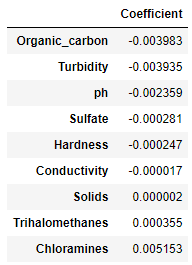 Coefficient
Organic_carbon -0.003983
Turbidity -0.003935
ph -0.002359
Sulfate -0.000281
Hardness -0.000247
Conductivity -0.000017
Solids 0.000002
Trihalomethanes 0.000355
Chloramines 0.005153